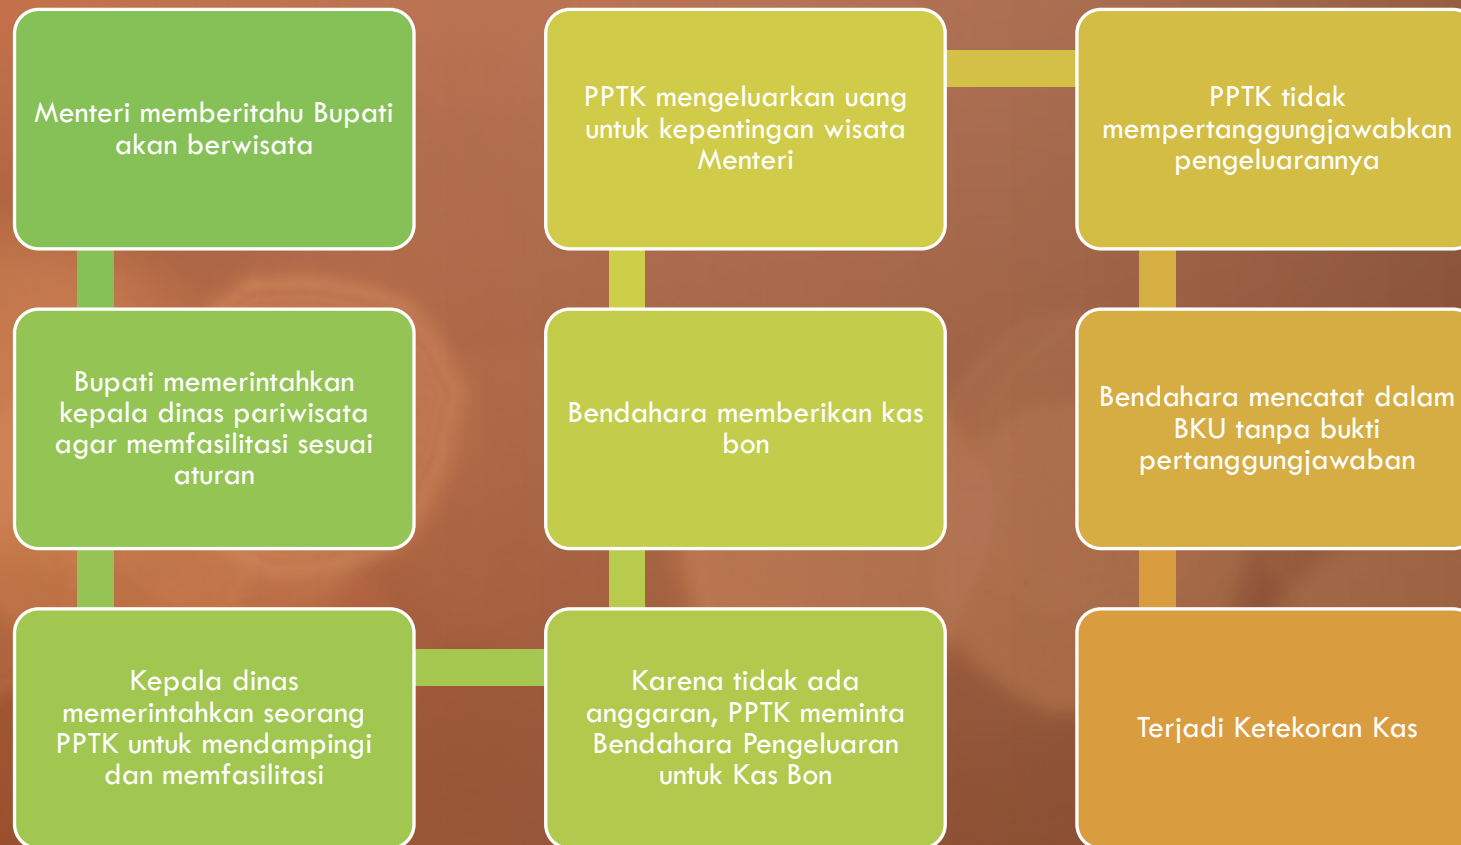 Menteri memberitahu Bupati
akan berwisata
Bupati memerintahkan
kepala dinas pariwisata
agar memfasilitasi sesuai
aturan
Kepala dinas
memerintahkan seorang
PPTK untuk mendampingi
dan memfasilitasi
Karena tidak ada
anggaran, PPTK meminta
Bendahara Pengeluaran
untuk Kas Bon
Bendahara memberikan kas
bon
PPTK mengeluarkan uang
untuk kepentingan wisata
Menteri
PPTK tidak
mempertanggungjawabkan
pengeluarannya
Bendahara mencatat dalam
BKU tanpa bukti
pertanggungjawaban
Terjadi Ketekoran Kas